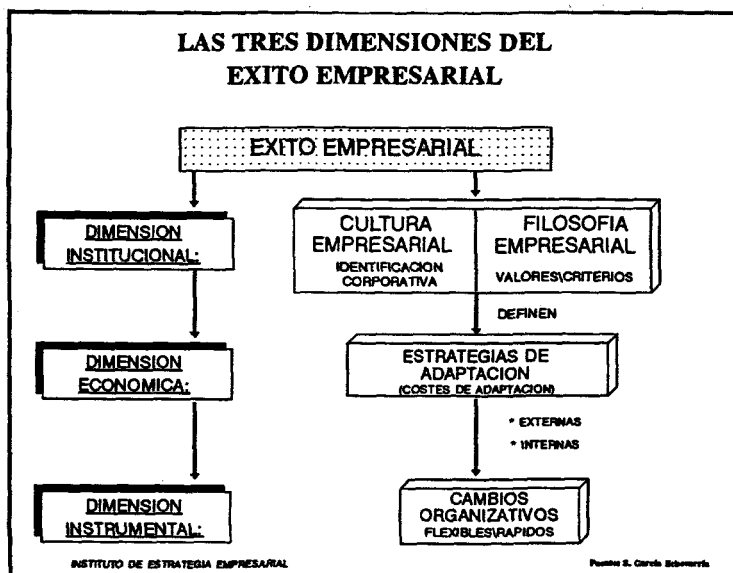 LAS TRES DIMENSIONES DEL
EXITO EMPRESARIAL
EXITO EMPRESARIAL
DIMENSION
INSTITUCIONAL:
CULTURA
EMPRESARIAL
IDENTIFICACION
CORPORATIVA
FILOSOFIA
EMPRESARIAL
VALORES\CRITERIOS
DEFINEN
DIMENSION
ECONOMICA:
ESTRATEGIAS DE
ADAPTACION
(COSTES DE ADAPTACION)
* EXTERNAS
* INTERNAS
DIMENSION
INSTRUMENTAL:
CAMBIOS
ORGANIZATIVOS
FLEXIBLES\RAPIDOS
INSTITUTO DE ESTRATEGIA EMPRESARIAL
S. García Echevarría